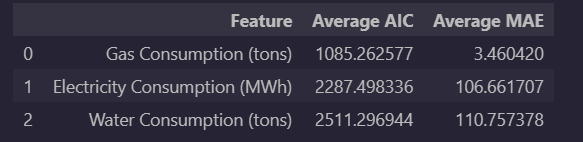 Feature Average AIC Average MAE
0 Gas Consumption (tons) 1085.262577 3.460420
1 Electricity Consumption (MWh) 2287.498336 106.661707
2 Water Consumption (tons) 2511.296944 110.757378